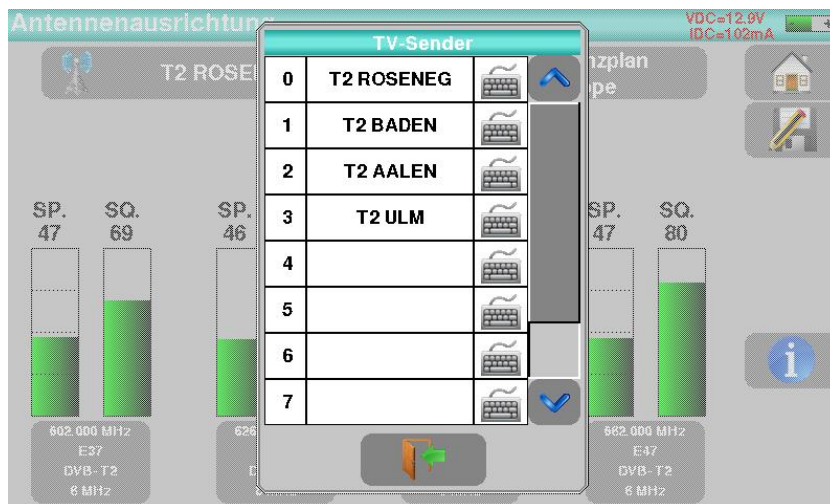 Antennenausrichtung
VDC=12.9V
IDC=102mA
TV-Sender
T2 ROSE
nzplan
pe
0 T2 ROSENEG
1 T2 BADEN
2 T2 AALEN
3 T2 ULM
4
5
6
7
SP. SQ. SP. SP. SQ.
47 69 46 47 80
602.000 MHz 626 662.000 MHz
E37 E47
DVB-T2 D DVB-T2
8 MHz 8 MHz